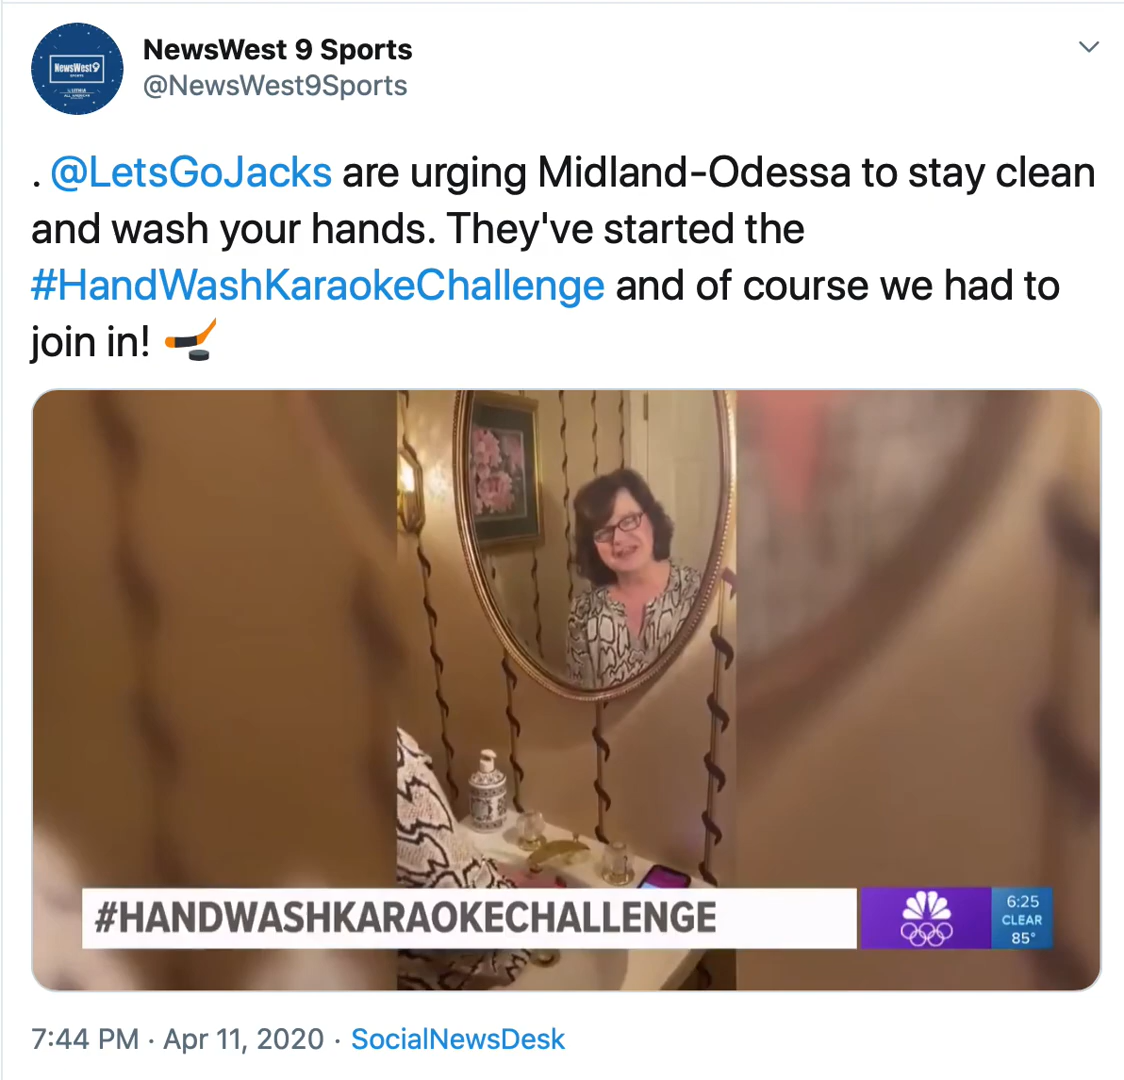 NewsWest 9 Sports
@NewsWest9Sports
. @LetsGoJacks are urging Midland-Odessa to stay clean
and wash your hands. They've started the
#HandWashKaraokeChallenge and of course we had to
join in!
NewsWest9
SPORTS
#HANDWASHKARAOKECHALLENGE
6:25
CLEAR
85°
7:44 PM · Apr 11, 2020 · SocialNewsDesk